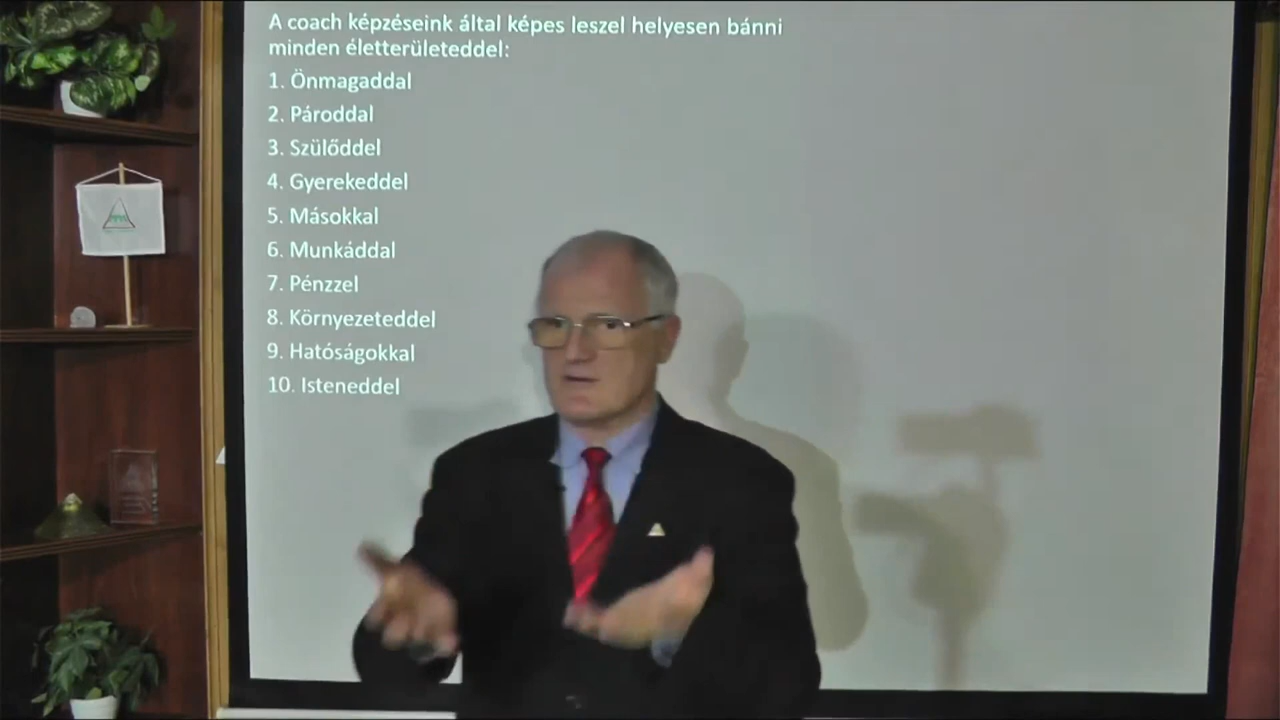 A coach képzéseink által képes leszel helyesen bánni
minden életterületeddel:
1. Önmagaddal
2. Pároddal
3. Szülőddel
4. Gyerekeddel
5. Másokkal
6. Munkáddal
7. Pénzzel
8. Környezeteddel
9. Hatóságokkal
10. Isteneddel